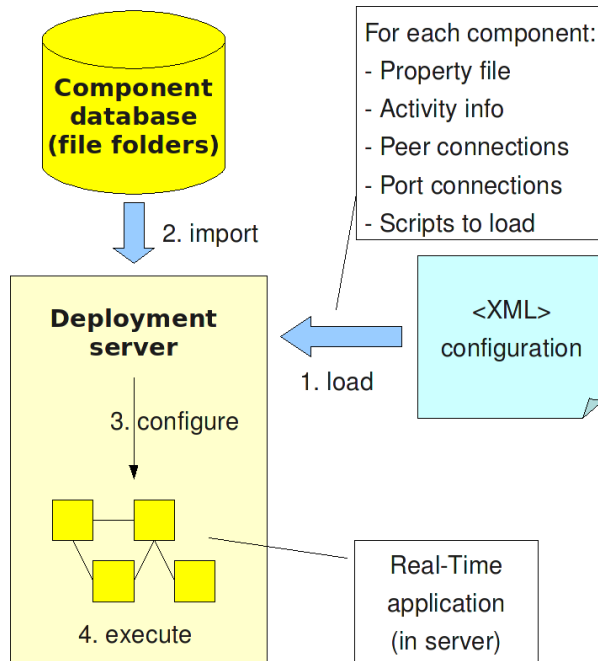 Component
database
(file folders)
For each component:
- Property file
- Activity info
- Peer connections
- Port connections
- Scripts to load
2. import
<XML>
configuration
Deployment
server
1. load
3. configure
4. execute
Real-Time
application
(in server)